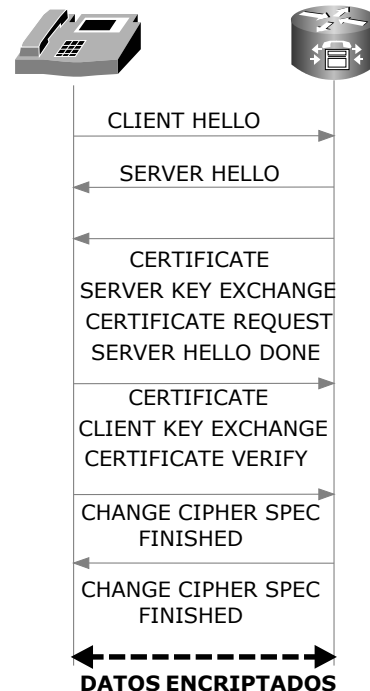 CLIENT HELLO
SERVER HELLO
CERTIFICATE
SERVER KEY EXCHANGE
CERTIFICATE REQUEST
SERVER HELLO DONE
CERTIFICATE
CLIENT KEY EXCHANGE
CERTIFICATE VERIFY
CHANGE CIPHER SPEC
FINISHED
CHANGE CIPHER SPEC
FINISHED
DATOS ENCRIPTADOS